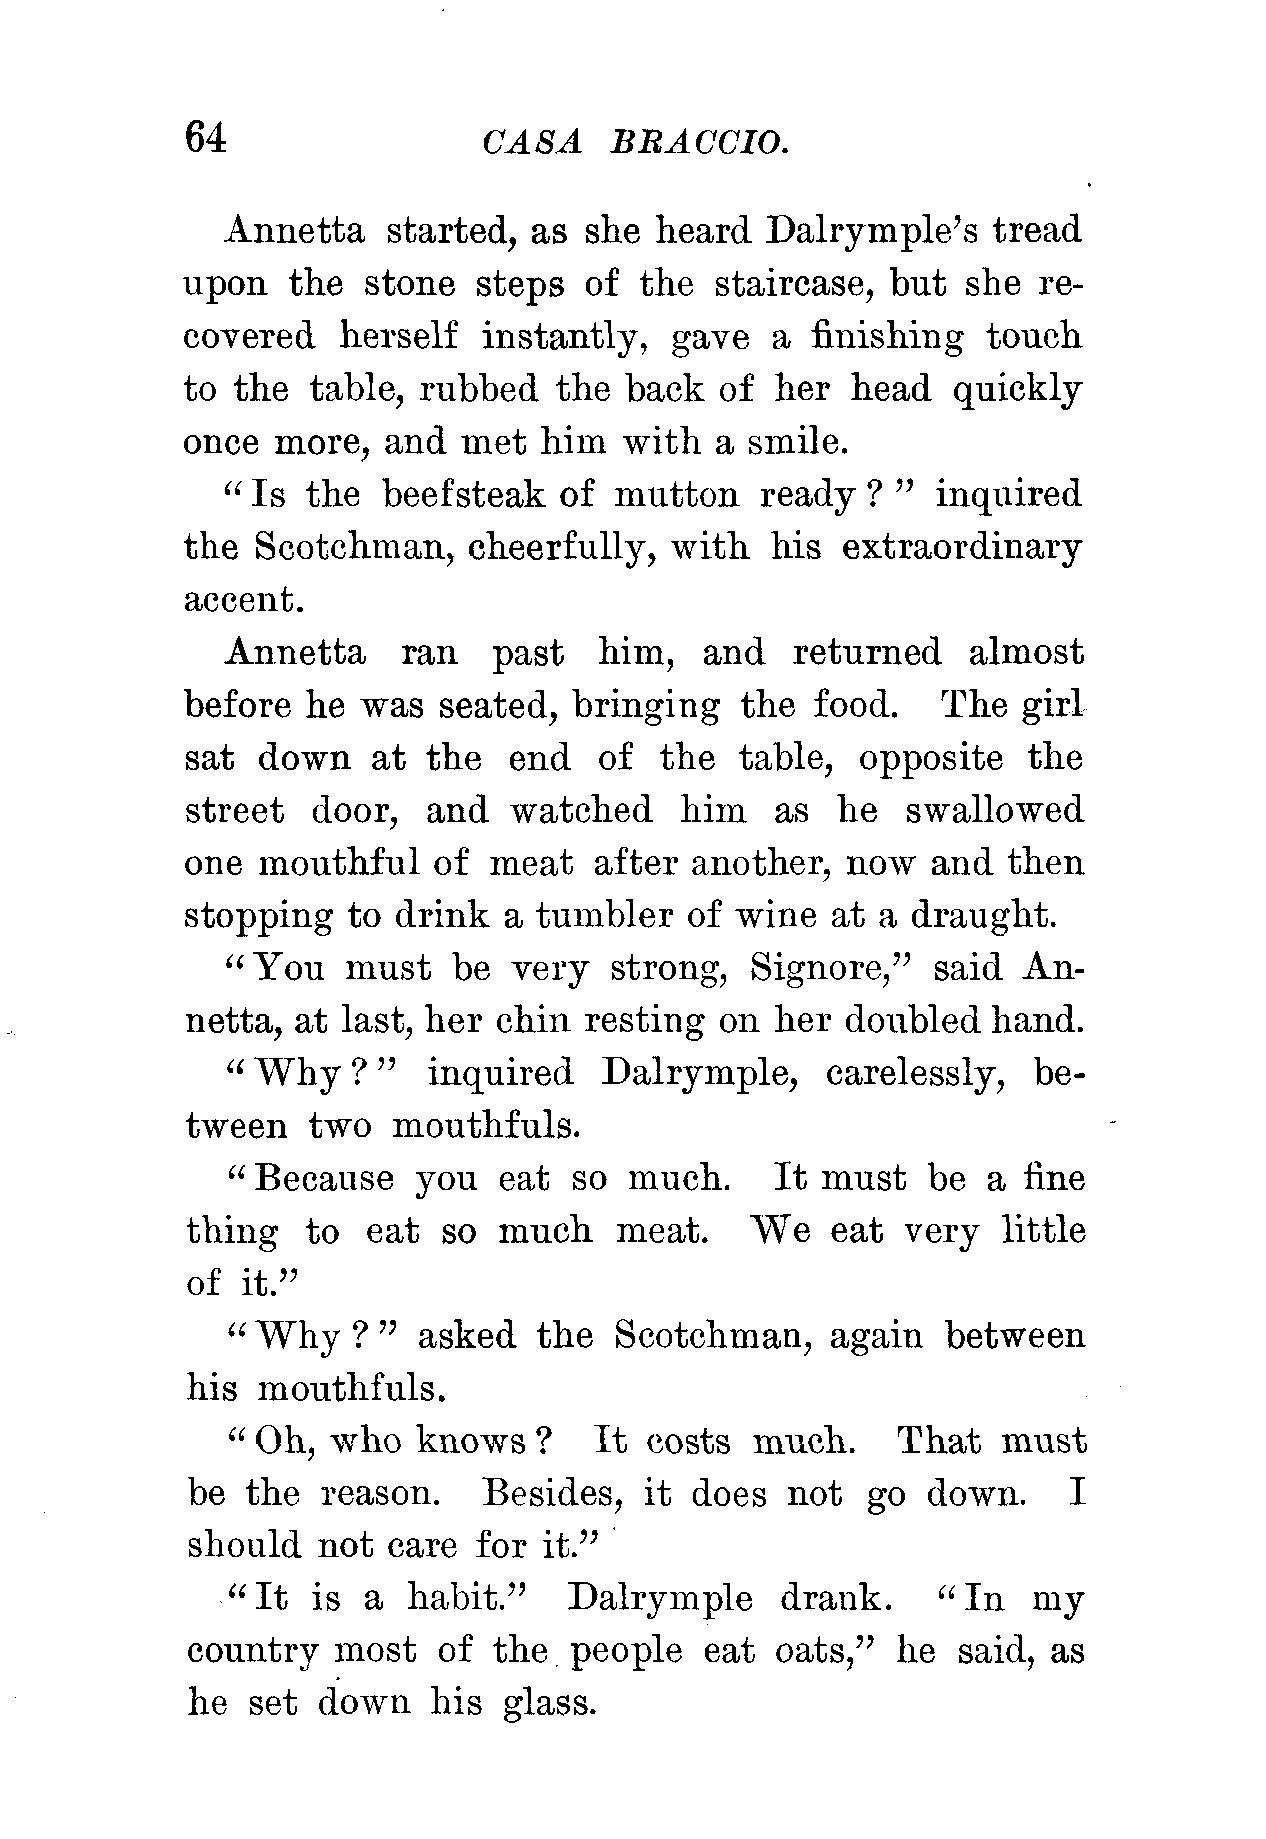 64 CASA BRACCIO.
Annetta started, as she heard Dalrymple's tread
upon the stone steps of the staircase, but she re-
covered herself instantly, gave a finishing touch
to the table, rubbed the back of her head quickly
once more, and met him with a smile.
"Is the beefsteak of mutton ready?" inquired
the Scotchman, cheerfully, with his extraordinary
accent.
Annetta ran past him, and returned almost
before he was seated, bringing the food. The girl
sat down at the end of the table, opposite the
street door, and watched him as he swallowed
one mouthful of meat after another, now and then
stopping to drink a tumbler of wine at a draught.
"You must be very strong, Signore," said An-
netta, at last, her chin resting on her doubled hand.
"Why?" inquired Dalrymple, carelessly, be-
tween two mouthfuls.
"Because you eat so much. It must be a fine
thing to eat so much meat. We eat very little
of it."
"Why?" asked the Scotchman, again between
his mouthfuls.
"Oh, who knows? It costs much. That must
be the reason. Besides, it does not go down. I
should not care for it."
"It is a habit." Dalrymple drank. "In my
country most of the people eat oats," he said, as
he set down his glass.